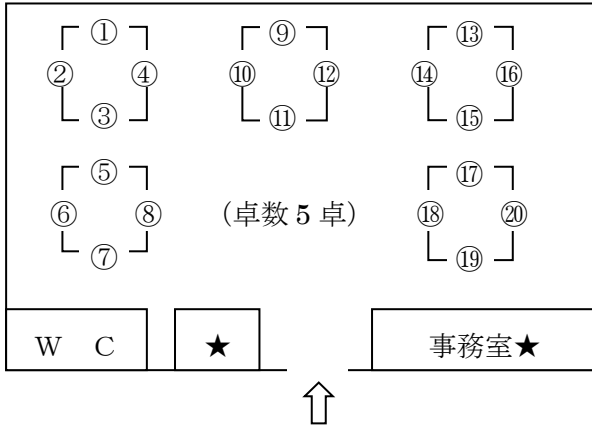 ① ⑨ ⑬
② ④ ⑩ ⑫ ⑭ ⑯
③ ⑪ ⑮
⑤ ⑰
⑥ ⑧ (卓数5卓) ⑱ ⑳
⑦ ⑲
W C ★ 事務室★